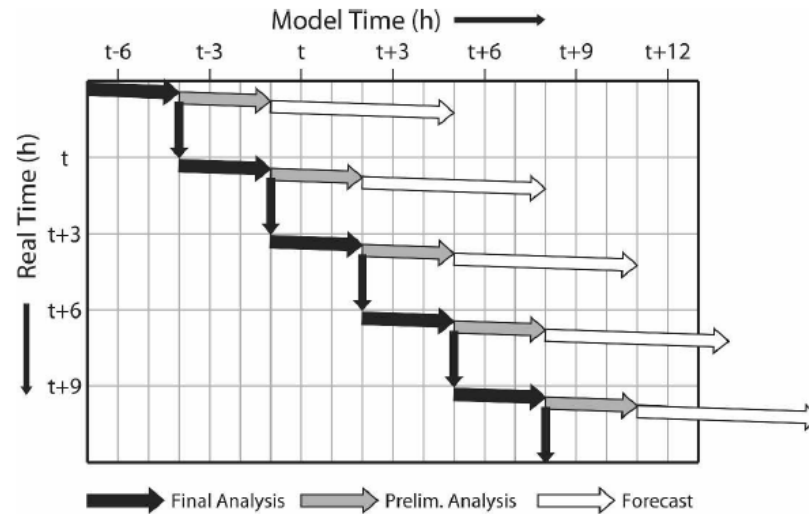 Model Time (h)
t-6 t-3 t t+3 t+6 t+9 t+12
Real Time (h)
t
t+3
t+6
t+9
Final Analysis Prelim. Analysis Forecast